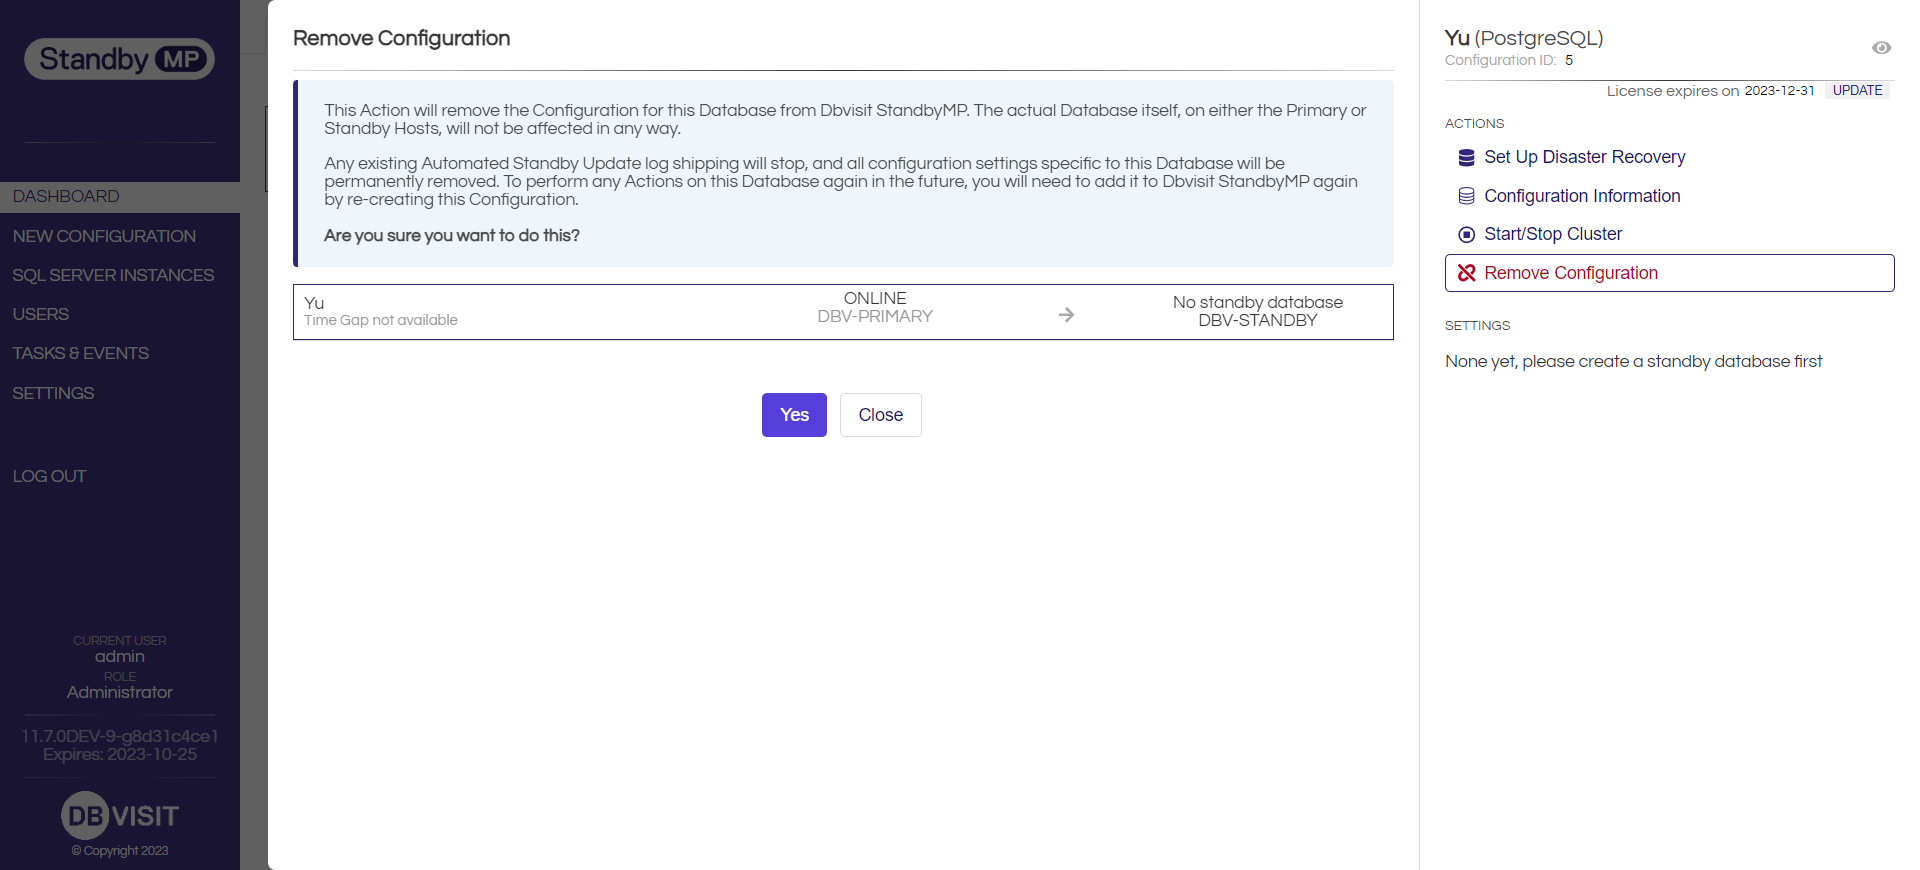 Standby MP
DASHBOARD
NEW CONFIGURATION
SQL SERVER INSTANCES
USERS
TASKS & EVENTS
SETTINGS
LOG OUT
CURRENT USER
admin
ROLE
Administrator
11.7.0DEV-9-g8d31c4ce1
Expires: 2023-10-25
DBVISIT
© Copyright 2023
Remove Configuration
This Action will remove the Configuration for this Database from Dbvisit StandbyMP. The actual Database itself, on either the Primary or
Standby Hosts, will not be affected in any way.
Any existing Automated Standby Update log shipping will stop, and all configuration settings specific to this Database will be
permanently removed. To perform any Actions on this Database again in the future, you will need to add it to Dbvisit StandbyMP again
by re-creating this Configuration.
Are you sure you want to do this?
Yu
Time Gap not available
ONLINE
DBV-PRIMARY
No standby database
DBV-STANDBY
Yes
Close
Yu (PostgreSQL)
Configuration ID: 5
License expires on 2023-12-31 UPDATE
ACTIONS
Set Up Disaster Recovery
Configuration Information
Start/Stop Cluster
Remove Configuration
SETTINGS
None yet, please create a standby database first